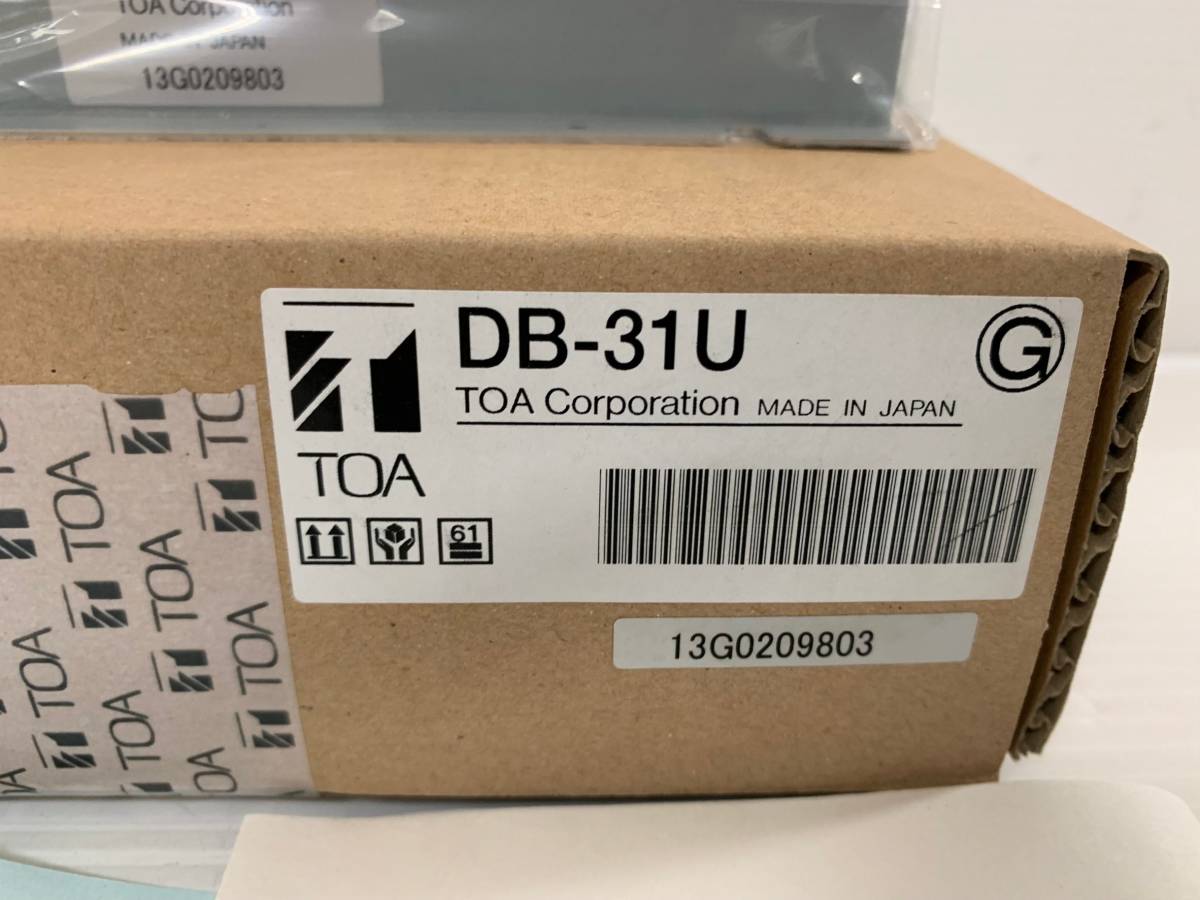 TOA Corporation
MADE IN JAPAN
13G0209803
DB-31U
G
TOA Corporation MADE IN JAPAN
TOA
61
13G0209803
TOA
TOA
TOA
TOA
TOA
TOA